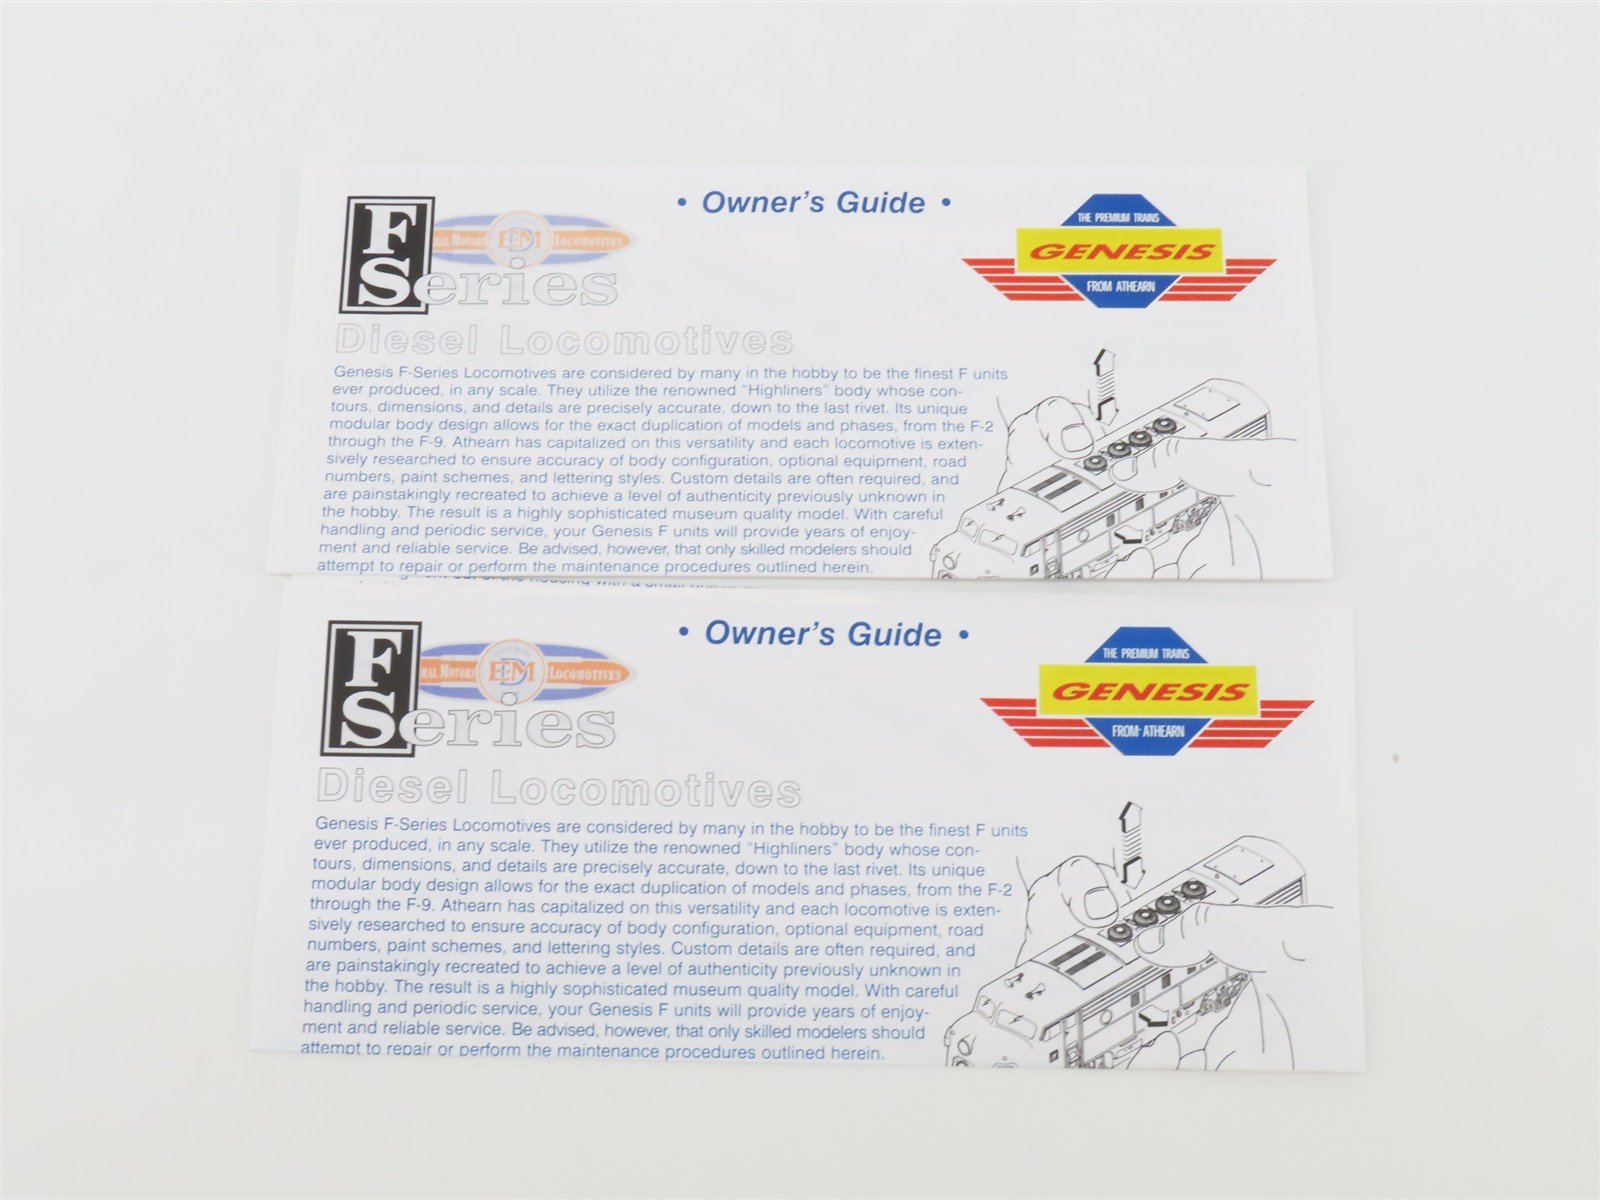 • Owner's Guide •
F
Series
RAL MOTORS EDM LOCOMOTIVES
THE PREMIUM TRAINS
GENESIS
FROM ATHEARN
Diesel Locomotives
Genesis F-Series Locomotives are considered by many in the hobby to be the finest F units
ever produced, in any scale. They utilize the renowned "Highliners" body whose con-
tours, dimensions, and details are precisely accurate, down to the last rivet. Its unique
modular body design allows for the exact duplication of models and phases, from the F-2
through the F-9. Athearn has capitalized on this versatility and each locomotive is exten-
sively researched to ensure accuracy of body configuration, optional equipment, road
numbers, paint schemes, and lettering styles. Custom details are often required, and
are painstakingly recreated to achieve a level of authenticity previously unknown in
the hobby. The result is a highly sophisticated museum quality model. With careful
handling and periodic service, your Genesis F units will provide years of enjoy-
ment and reliable service. Be advised, however, that only skilled modelers should
attempt to repair or perform the maintenance procedures outlined herein.
• Owner's Guide •
F
Series
RAL MOTORS EDM LOCOMOTIVES
THE PREMIUM TRAINS
GENESIS
FROM ATHEARN
Diesel Locomotives
Genesis F-Series Locomotives are considered by many in the hobby to be the finest F units
ever produced, in any scale. They utilize the renowned "Highliners" body whose con-
tours, dimensions, and details are precisely accurate, down to the last rivet. Its unique
modular body design allows for the exact duplication of models and phases, from the F-2
through the F-9. Athearn has capitalized on this versatility and each locomotive is exten-
sively researched to ensure accuracy of body configuration, optional equipment, road
numbers, paint schemes, and lettering styles. Custom details are often required, and
are painstakingly recreated to achieve a level of authenticity previously unknown in
the hobby. The result is a highly sophisticated museum quality model. With careful
handling and periodic service, your Genesis F units will provide years of enjoy-
ment and reliable service. Be advised, however, that only skilled modelers should
attempt to repair or perform the maintenance procedures outlined herein.